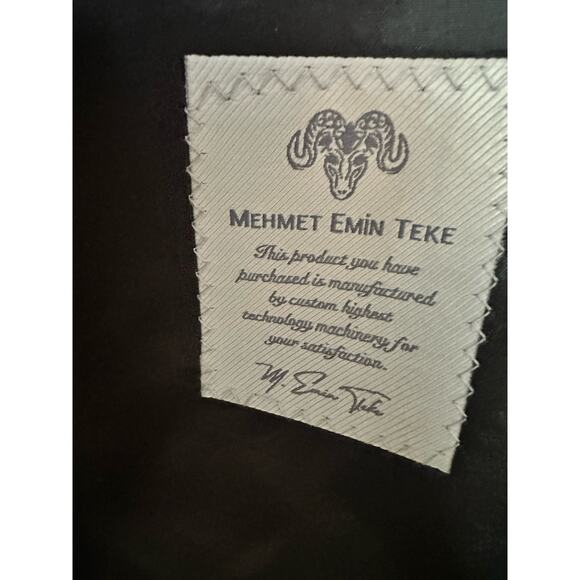 MEHMET EMİN TEKE
This product you have
purchased is manufactured
by custom highest
technology machinery for
your satisfaction.
M. Emin Teke